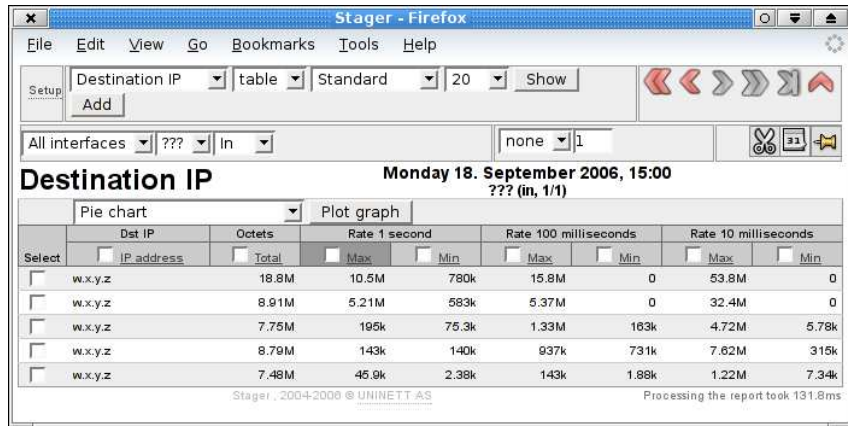 Stager - Firefox
File Edit View Go Bookmarks Tools Help
Setup Destination IP table Standard 20 Show
Add
All interfaces ??? In none 1 31
Destination IP Monday 18. September 2006, 15:00
??? (in, 1/1)
Pie chart Plot graph
Dst IP Octets Rate 1 second Rate 100 milliseconds Rate 10 milliseconds
Select IP address Total Max Min Max Min Max Min
w.x.y.z 18.8M 10.5M 780k 15.8M 0 53.8M 0
w.x.y.z 8.91M 5.21M 583k 5.37M 0 32.4M 0
w.x.y.z 7.75M 195k 75.3k 1.33M 163k 4.72M 5.78k
w.x.y.z 8.79M 143k 140k 937k 731k 7.62M 315k
w.x.y.z 7.48M 45.9k 2.38k 143k 1.88k 1.22M 7.34k
Stager , 2004-2006 © UNINETT AS Processing the report took 131.8ms